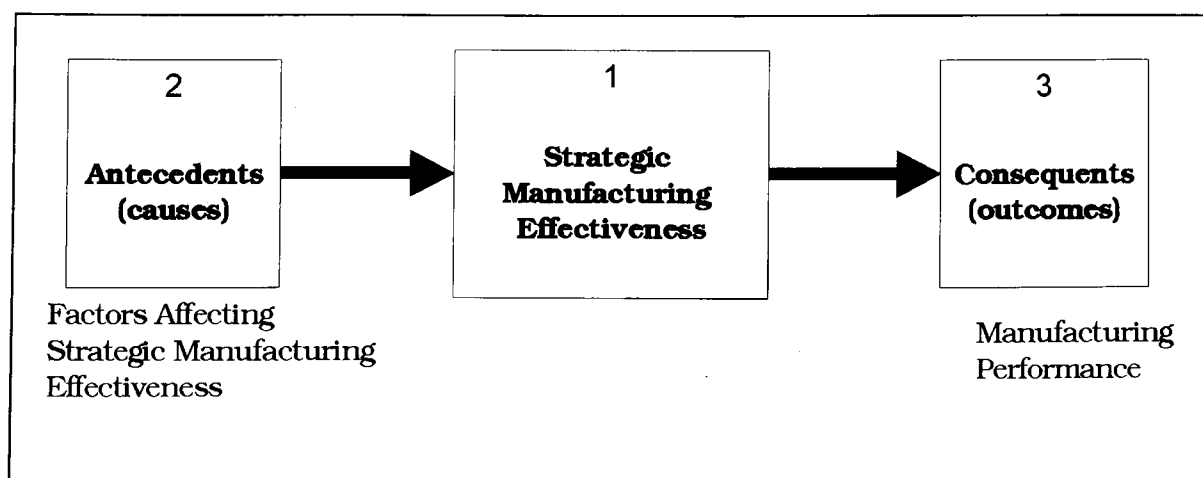 2
Antecedents
(causes)
Factors Affecting
Strategic Manufacturing
Effectiveness
1
Strategic
Manufacturing
Effectiveness
3
Consequents
(outcomes)
Manufacturing
Performance